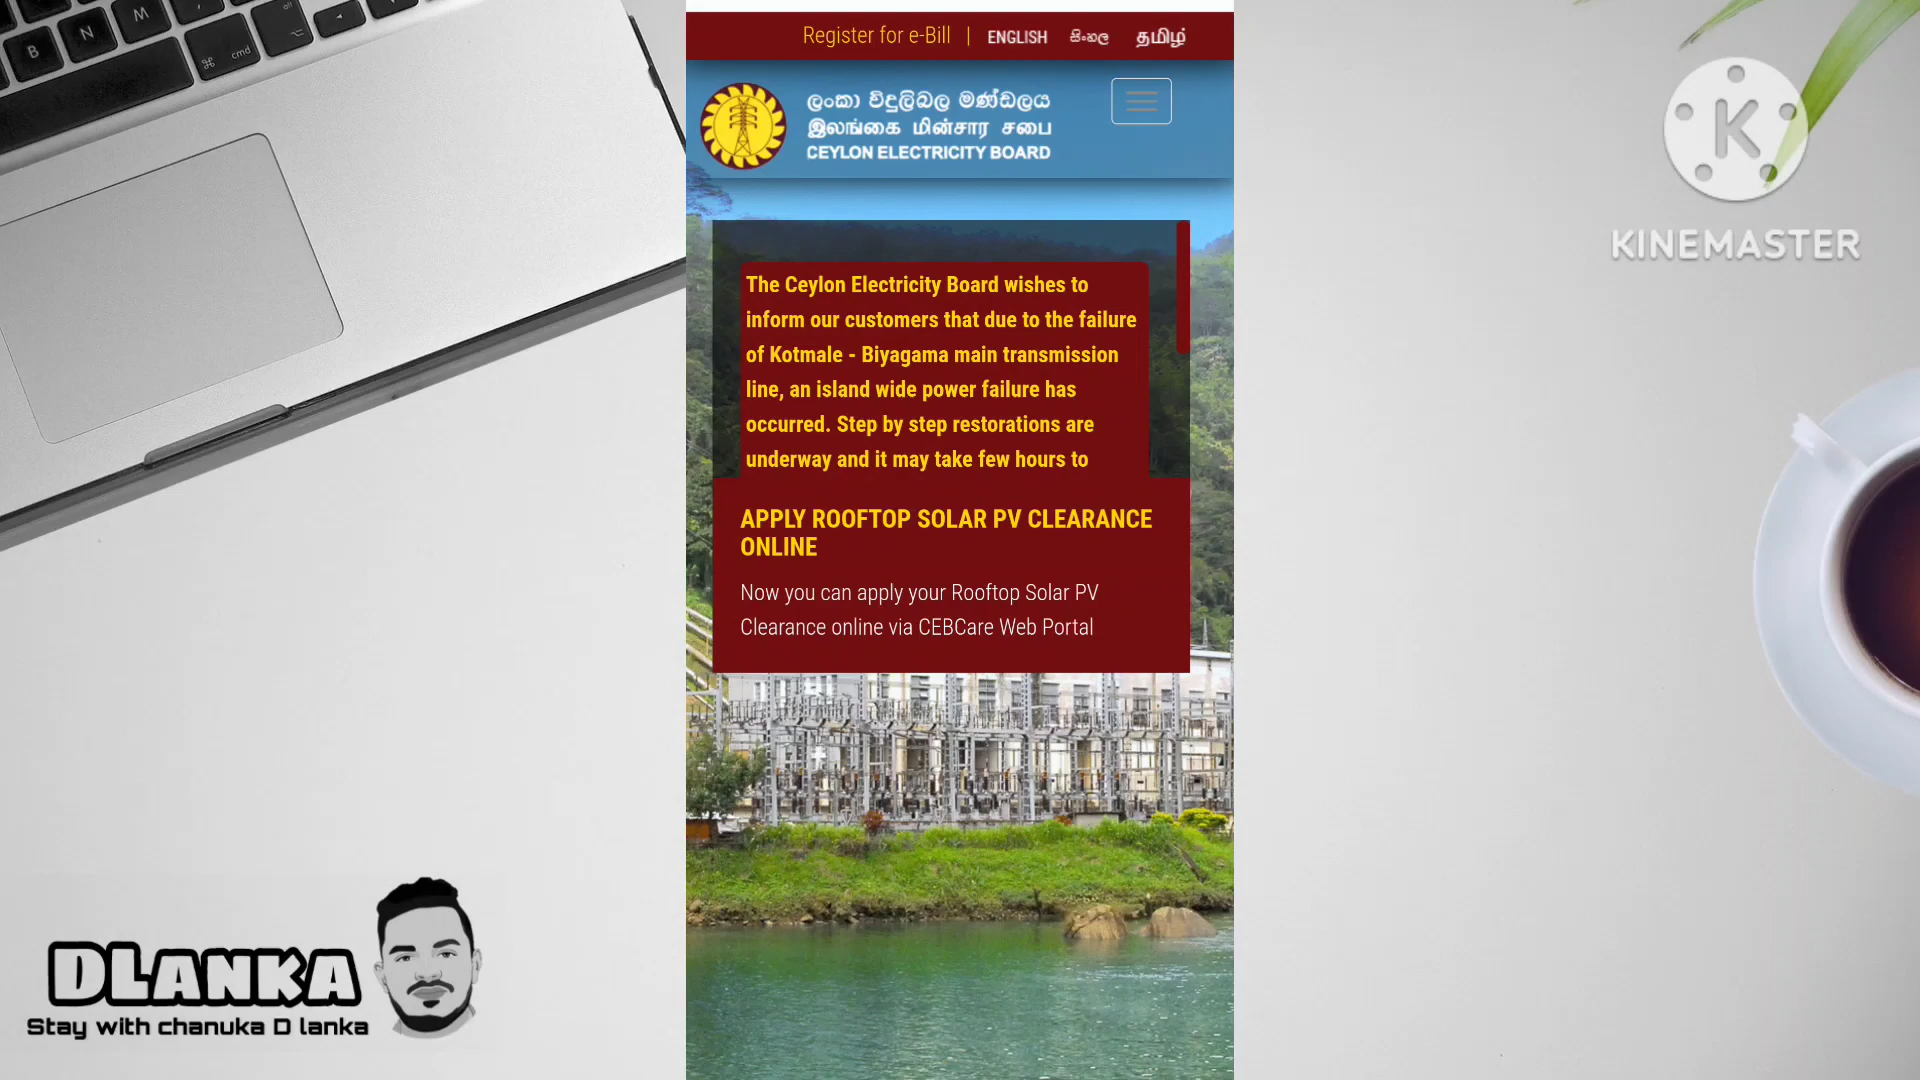 Register for e-Bill | ENGLISH සිංහල தமிழ்
ලංකා විදුලිබල මණ්ඩලය
இலங்கை மின்சார சபை
CEYLON ELECTRICITY BOARD
The Ceylon Electricity Board wishes to
inform our customers that due to the failure
of Kotmale - Biyagama main transmission
line, an island wide power failure has
occurred. Step by step restorations are
underway and it may take few hours to
APPLY ROOFTOP SOLAR PV CLEARANCE
ONLINE
Now you can apply your Rooftop Solar PV
Clearance online via CEBCare Web Portal
K
KINEMASTER
B N M
⌘ cmd
DLANKA
Stay with chanuka D lanka